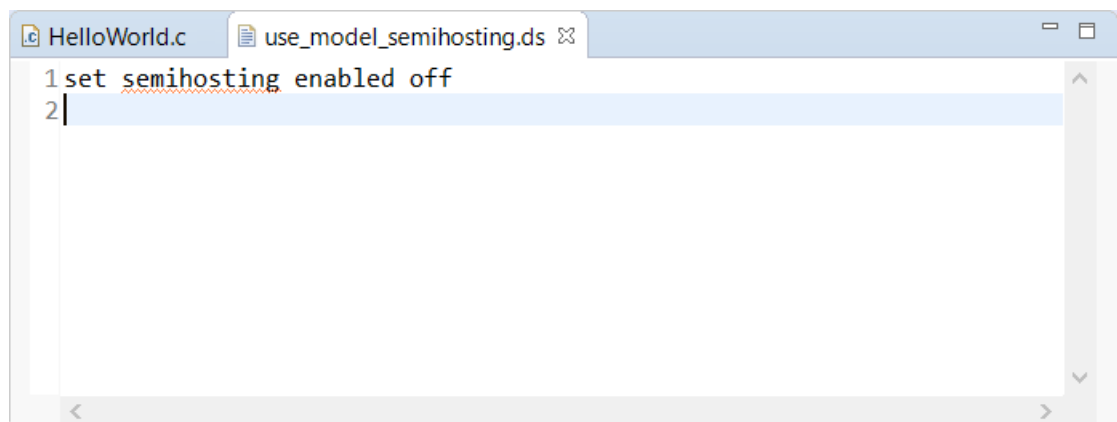 HelloWorld.c
use_model_semihosting.ds
1 set semihosting enabled off
2